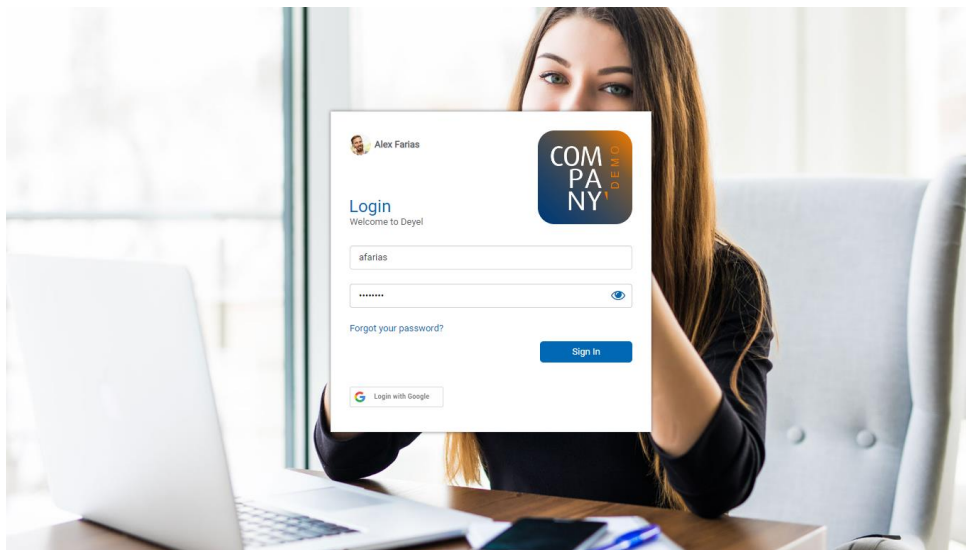 Alex Farias
COM
PA
NY
DEMO
Login
Welcome to Deyel
afarias
••••••••
Forgot your password?
Sign In
G Login with Google